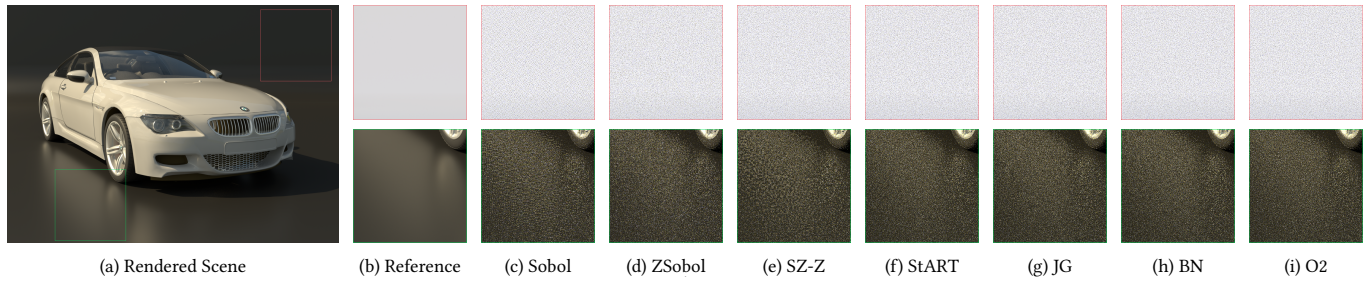 (a) Rendered Scene
(b) Reference
(c) Sobol
(d) ZSobol
(e) SZ-Z
(f) StART
(g) JG
(h) BN
(i) O2